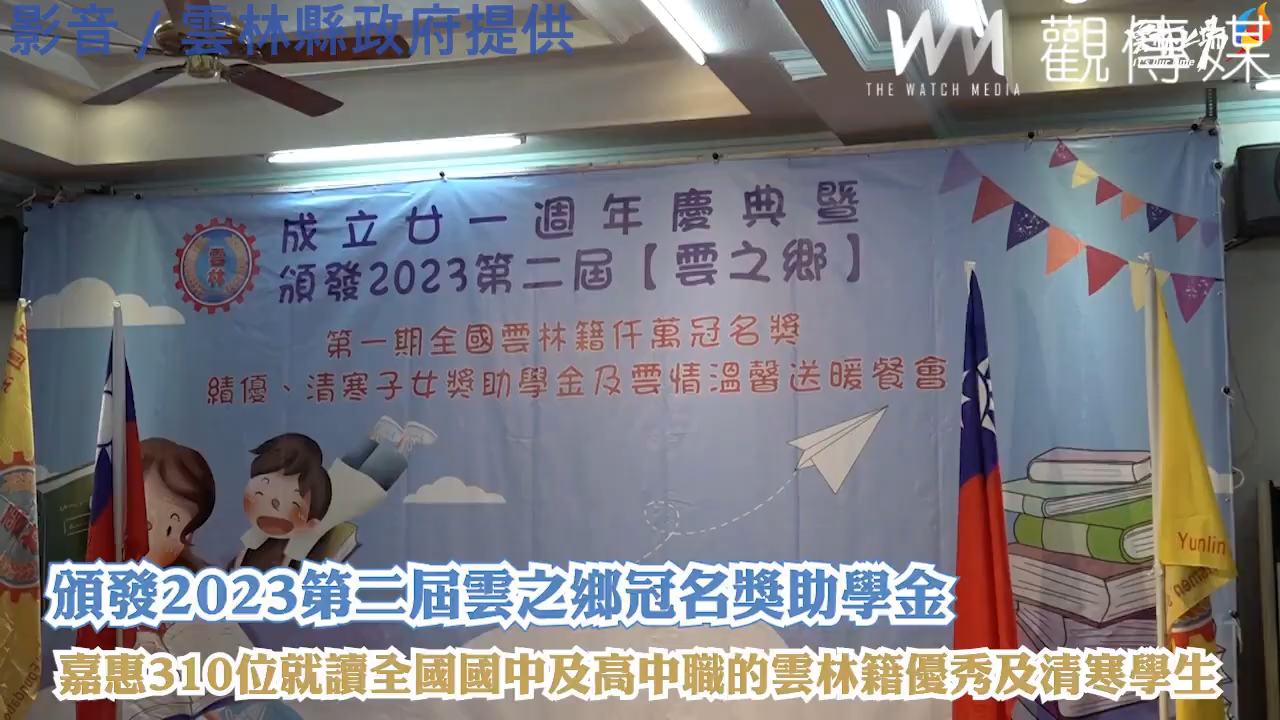 影音／雲林縣政府提供
觀傳媒
THE WATCH MEDIA
成立廿一週年慶典暨
頒發2023第二屆【雲之鄉】
雲林
第一期全國雲林籍仟萬冠名獎
績優、清寒子女獎助學金及雲情溫馨送暖餐會
Yunlin
頒發2023第二屆雲之鄉冠名獎助學金
嘉惠310位就讀全國國中及高中職的雲林籍優秀及清寒學生